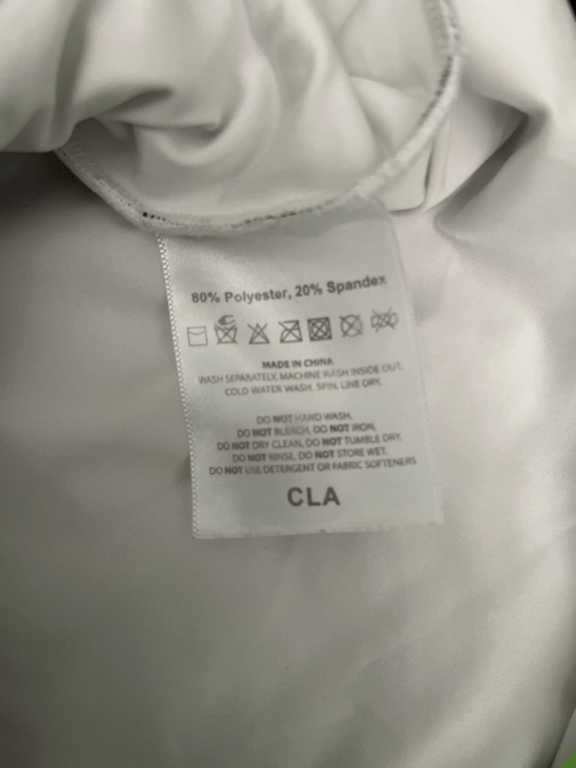 80% Polyester, 20% Spandex
MADE IN CHINA
WASH SEPARATELY, MACHINE WASH INSIDE OUT,
COLD WATER WASH, SPIN, LINE DRY,
DO NOT HAND WASH,
DO NOT BLEACH, DO NOT IRON,
DO NOT DRY CLEAN, DO NOT TUMBLE DRY,
DO NOT RINSE, DO NOT STORE WET,
DO NOT USE DETERGENT OR FABRIC SOFTENERS
CLA